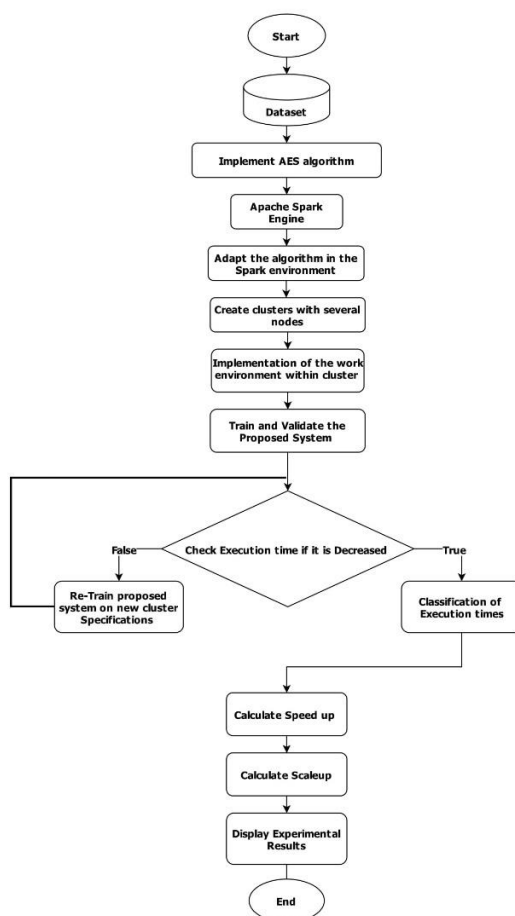 Start
Dataset
Implement AES algorithm
Apache Spark
Engine
Adapt the algorithm in the
Spark environment
Create clusters with several
nodes
Implementation of the work
environment within cluster
Train and Validate the
Proposed System
Check Execution time if it is Decreased
False
True
Re-Train proposed
system on new cluster
Specifications
Classification of
Execution times
Calculate Speed up
Calculate Scaleup
Display Experimental
Results
End